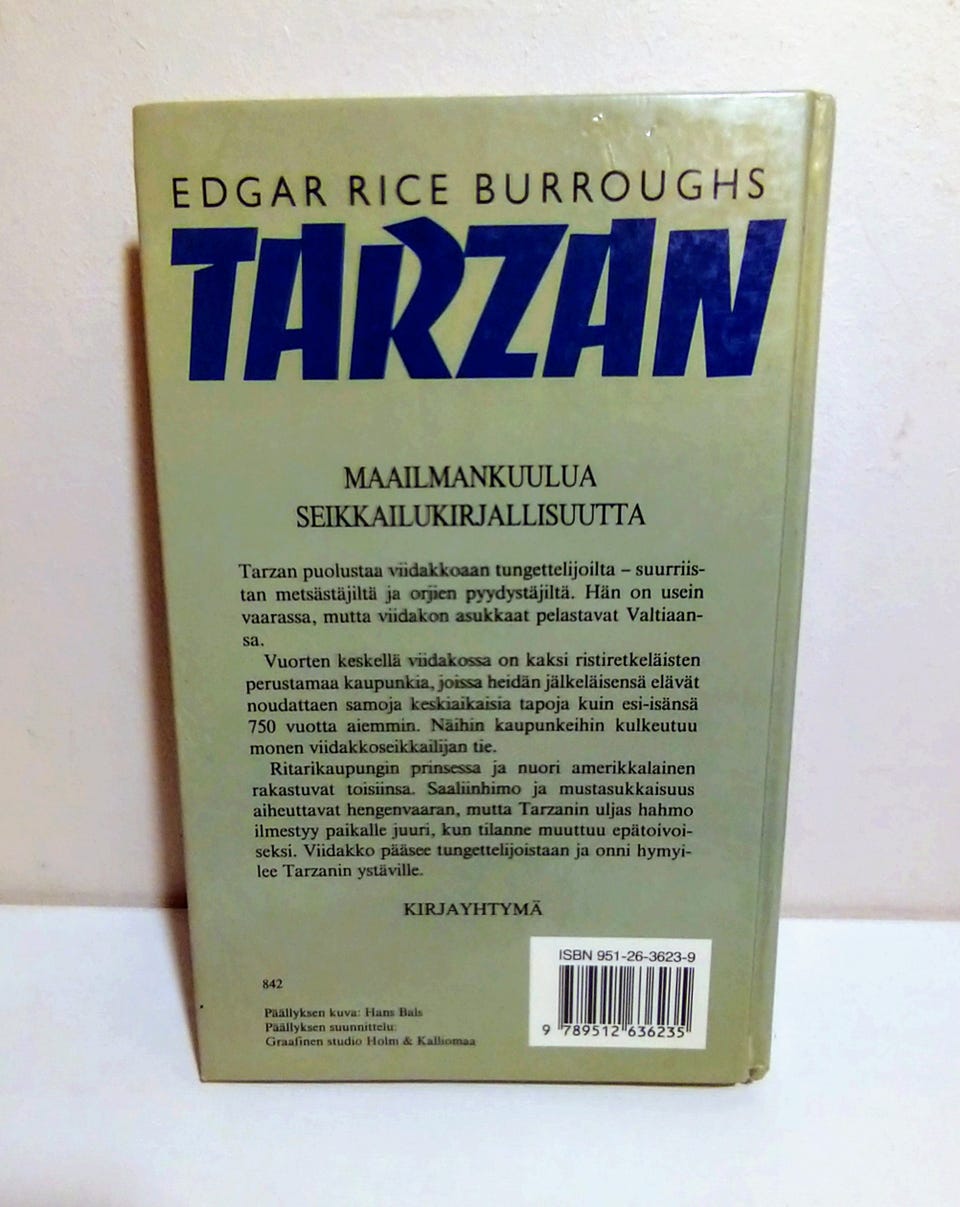 EDGAR RICE BURROUGHS
TARZAN
MAAILMANKUULUA
SEIKKAILUKIRJALLISUUTTA
Tarzan puolustaa viidakkoaan tungettelijoilta – suurriis-
tan metsästäjiltä ja orjien pyydystäjiltä. Hän on usein
vaarassa, mutta viidakon asukkaat pelastavat Valtiaan-
sa.
Vuorten keskellä viidakossa on kaksi ristiretkeläisten
perustamaa kaupunkia, joissa heidän jälkeläisensä elävät
noudattaen samoja keskiaikaisia tapoja kuin esi-isänsä
750 vuotta aiemmin. Näihin kaupunkeihin kulkeutuu
monen viidakkoseikkailijan tie.
Ritarikaupungin prinsessa ja nuori amerikkalainen
rakastuvat toisiinsa. Saaliinhimo ja mustasukkaisuus
aiheuttavat hengenvaaran, mutta Tarzanin uljas hahmo
ilmestyy paikalle juuri, kun tilanne muuttuu epätoivoi-
seksi. Viidakko pääsee tungettelijoistaan ja onni hymyi-
lee Tarzanin ystäville.
KIRJAYHTYMÄ
ISBN 951-26-3623-9
9 789512 636235
842
Päällyksen kuva: Hans Bals
Päällyksen suunnittelu:
Graafinen studio Holm & Kalliomaa